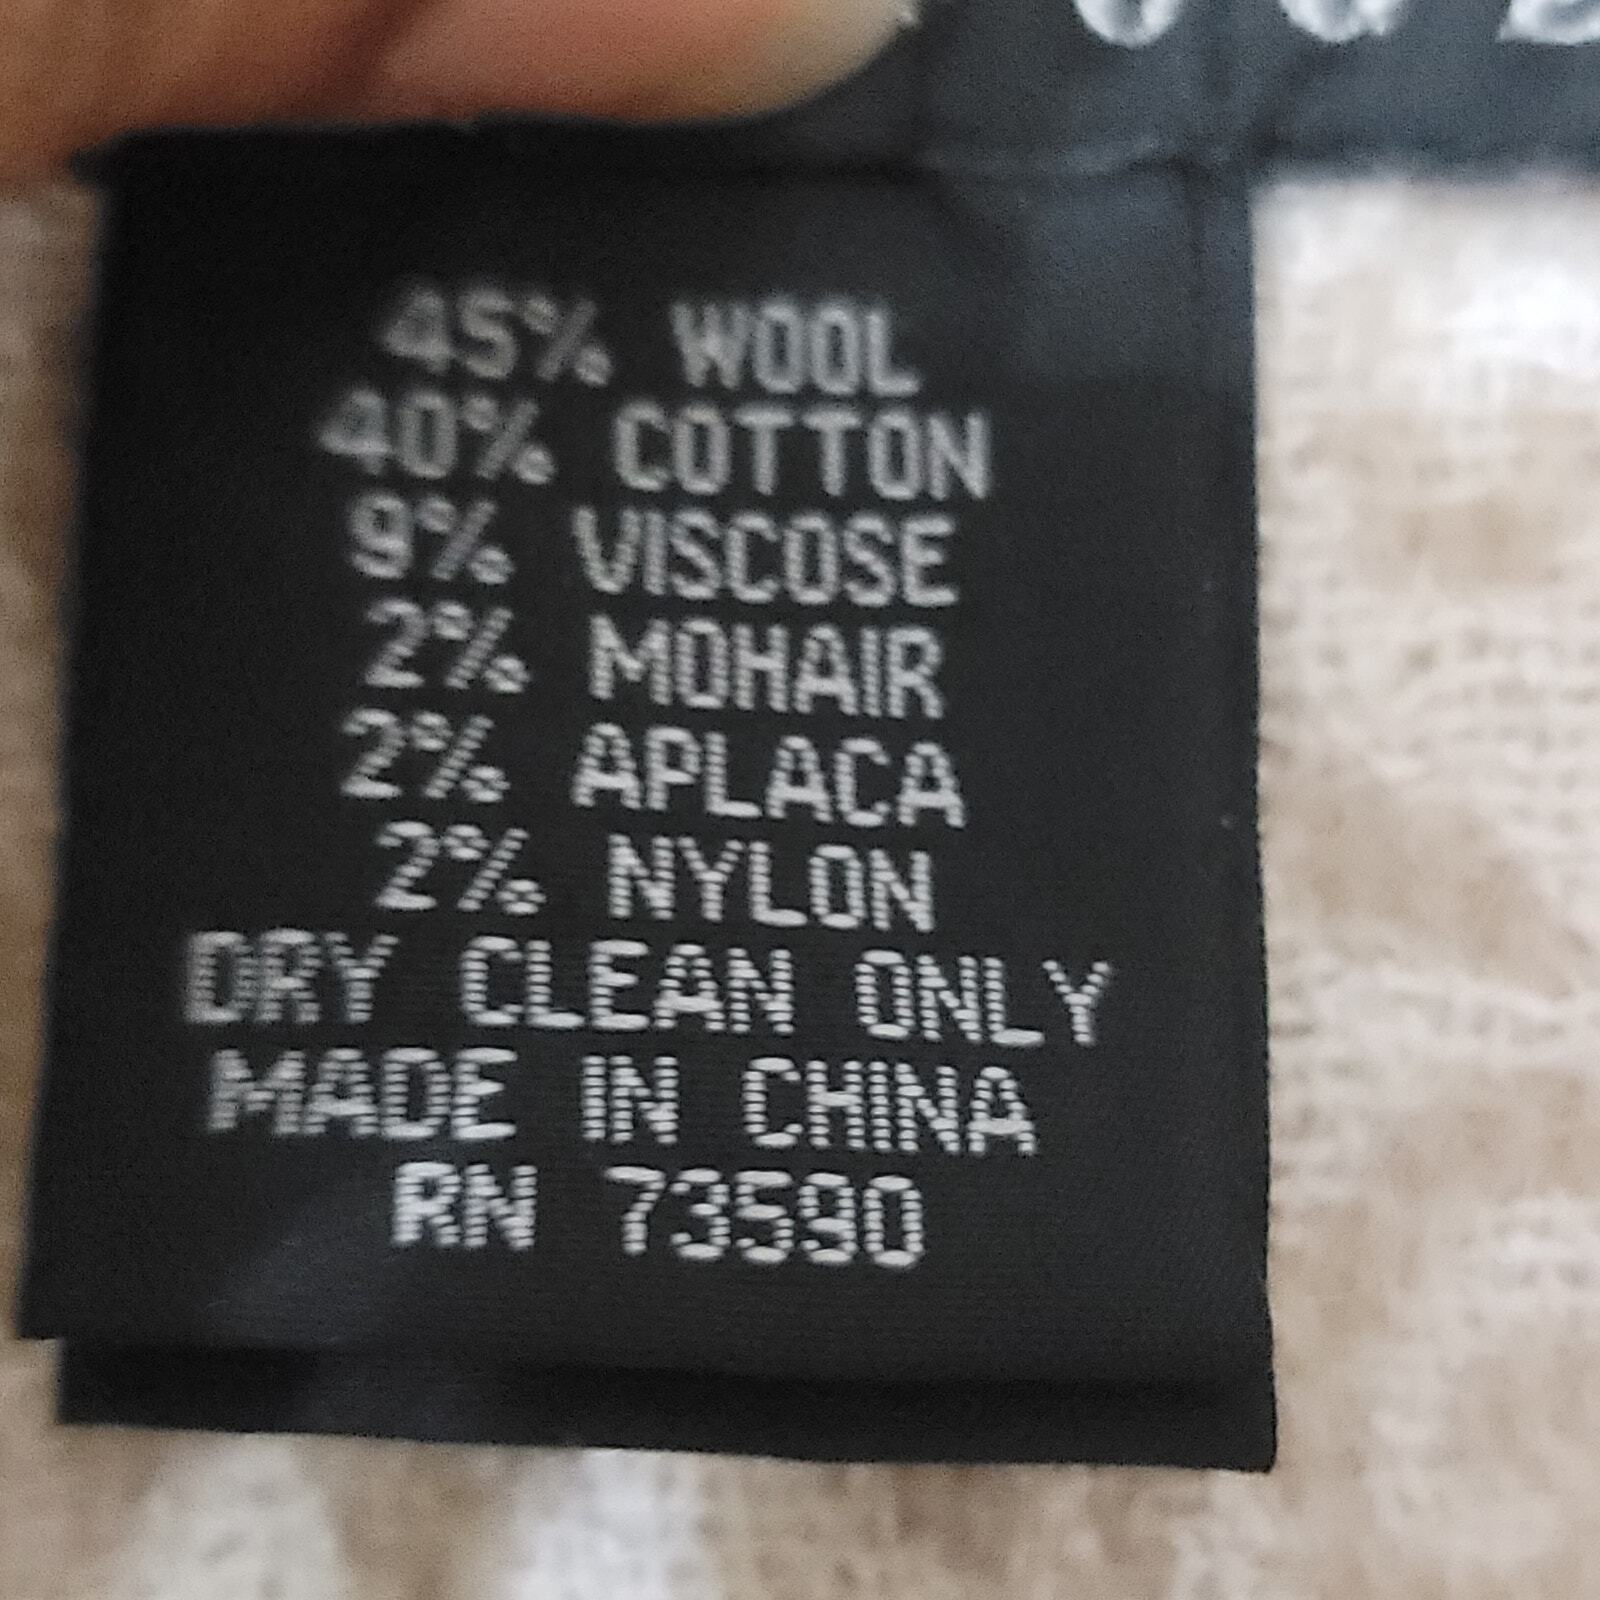 45% WOOL
40% COTTON
9% VISCOSE
2% MOHAIR
2% APLACA
2% NYLON
DRY CLEAN ONLY
MADE IN CHINA
RN 73590